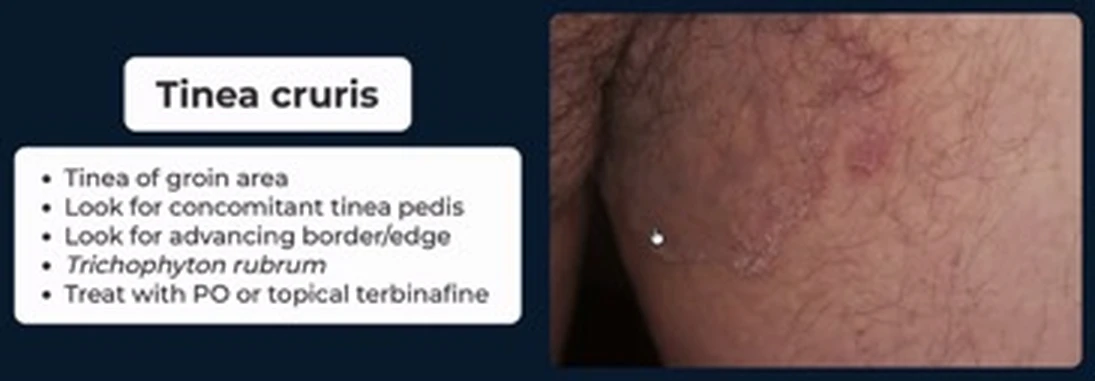 Tinea cruris
• Tinea of groin area
• Look for concomitant tinea pedis
• Look for advancing border/edge
• Trichophyton rubrum
• Treat with PO or topical terbinafine